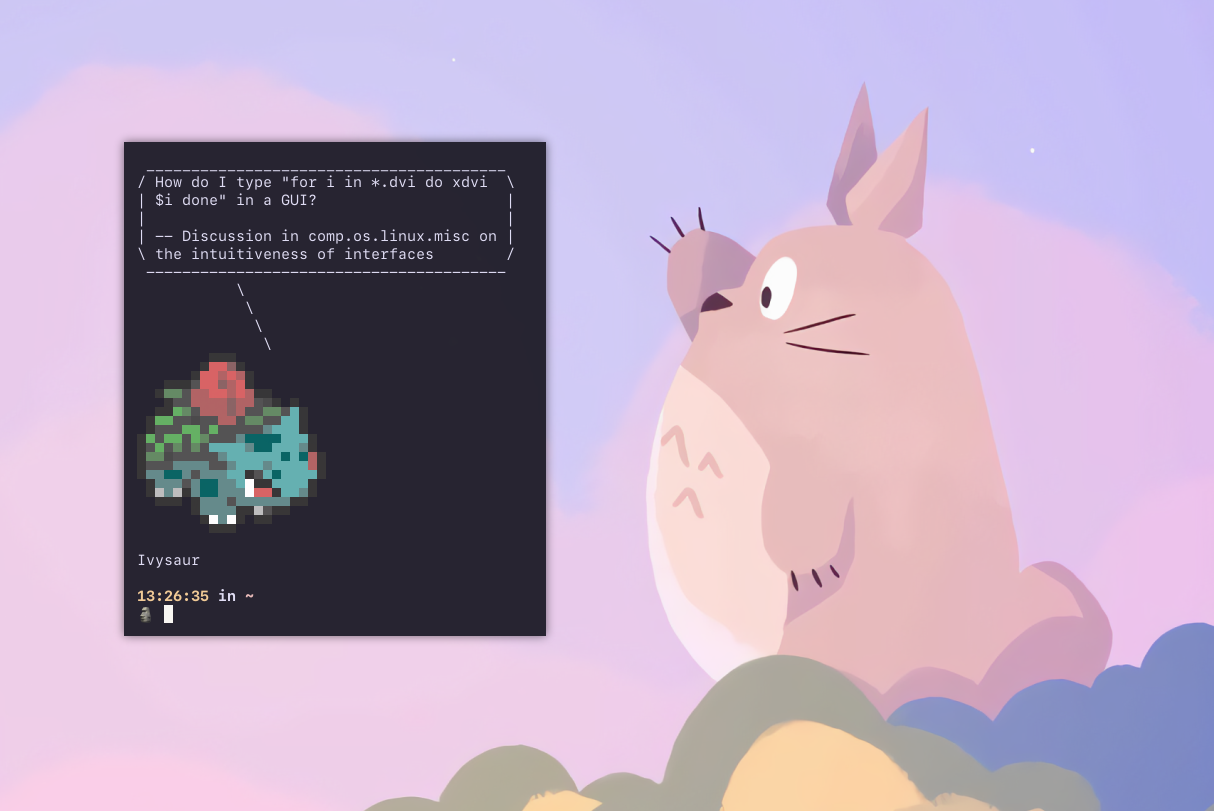 How do I type "for i in *.dvi do xdvi
$i done" in a GUI?
-- Discussion in comp.os.linux.misc on
the intuitiveness of interfaces
Ivysaur
13:26:35 in ~